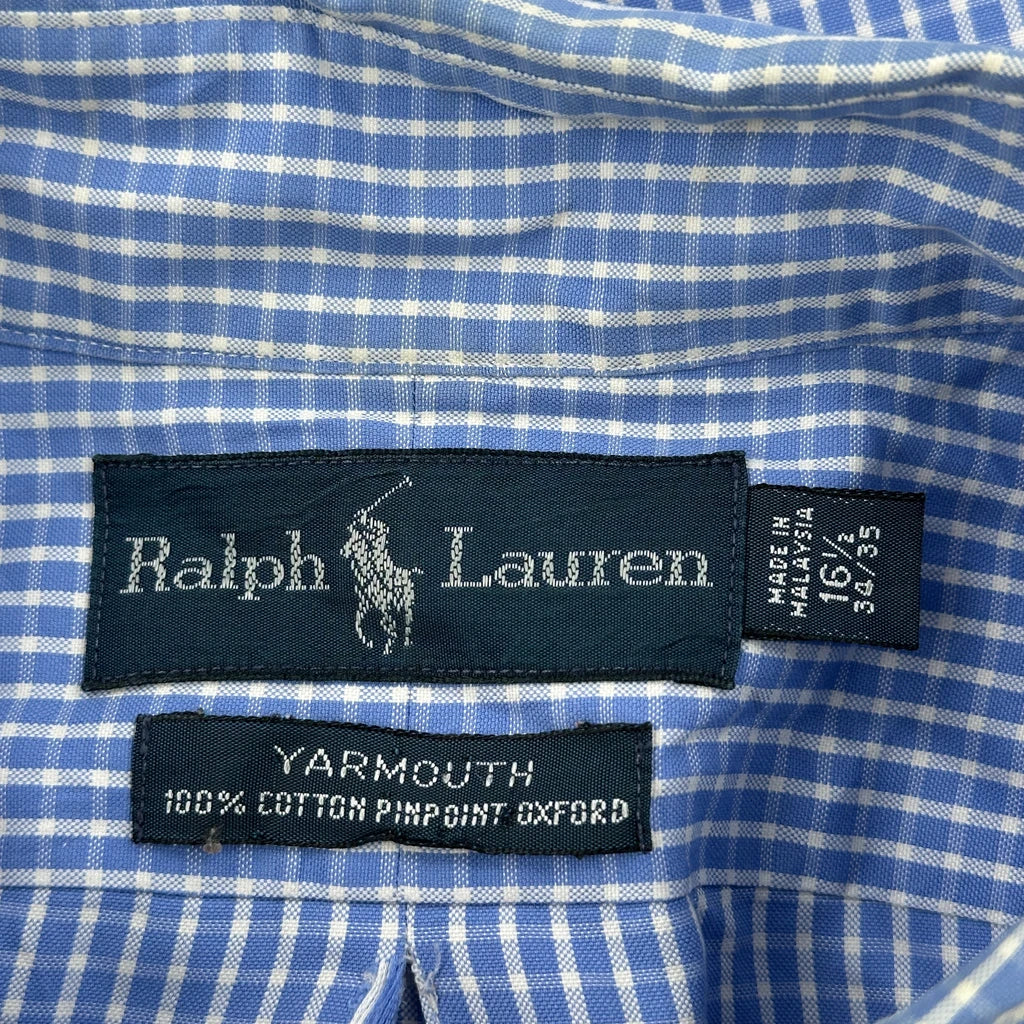 Ralph Lauren
MADE IN
MALAYSIA
16½
34/35
YARMOUTH
100% COTTON PINPOINT OXFORD